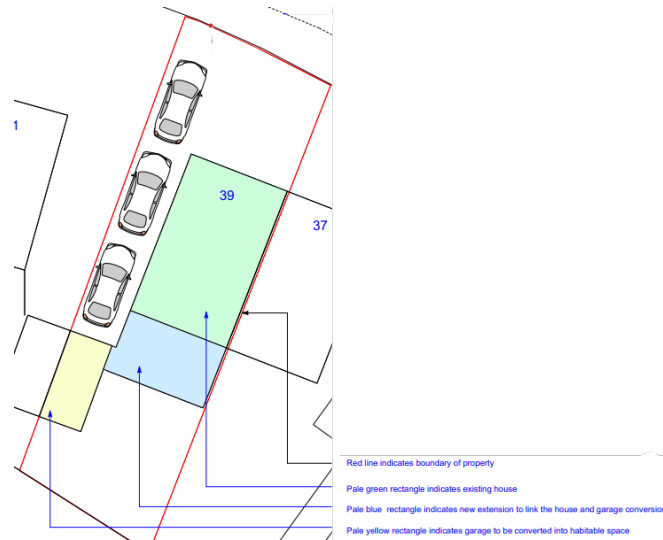 1
39
37
Red line indicates boundary of property
Pale green rectangle indicates existing house
Pale blue rectangle indicates new extension to link the house and garage conversion
Pale yellow rectangle indicates garage to be converted into habitable space